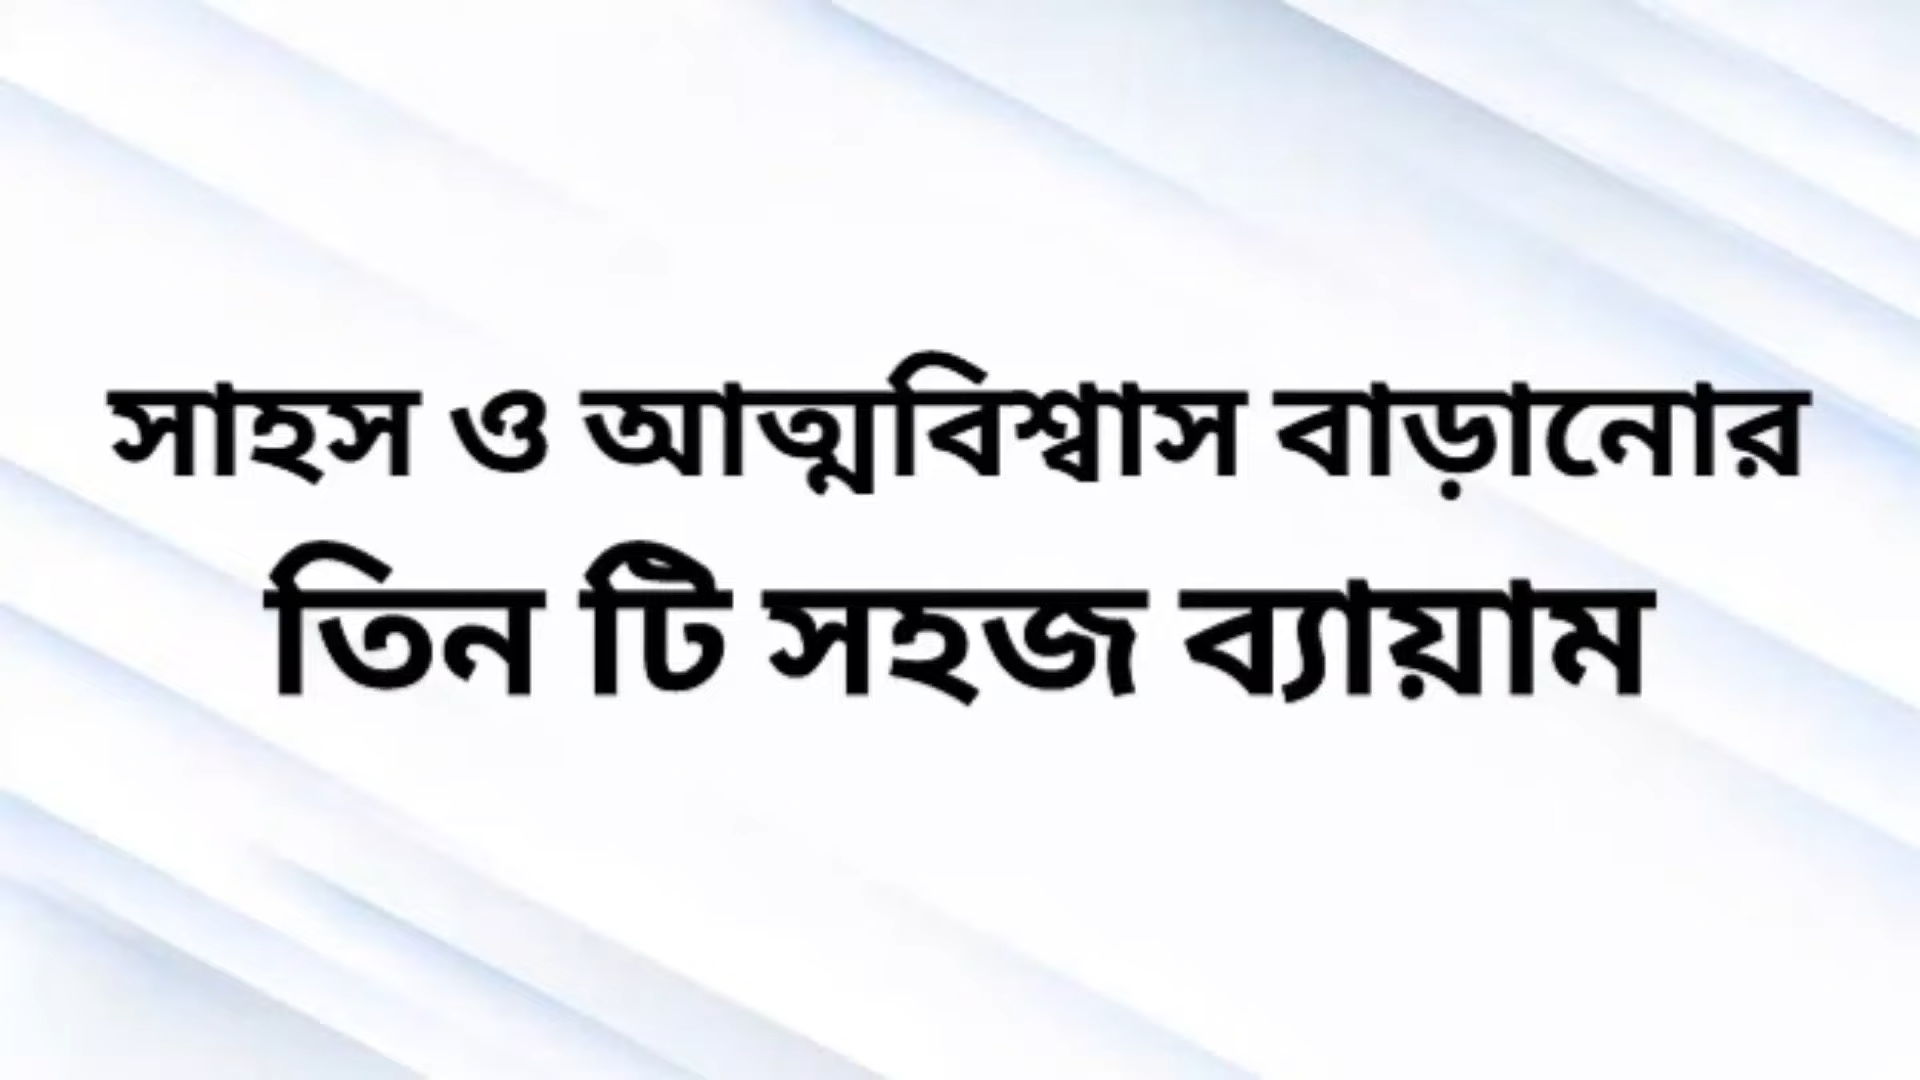 সাহস ও আত্মবিশ্বাস বাড়ানোর
তিন টি সহজ ব্যায়াম